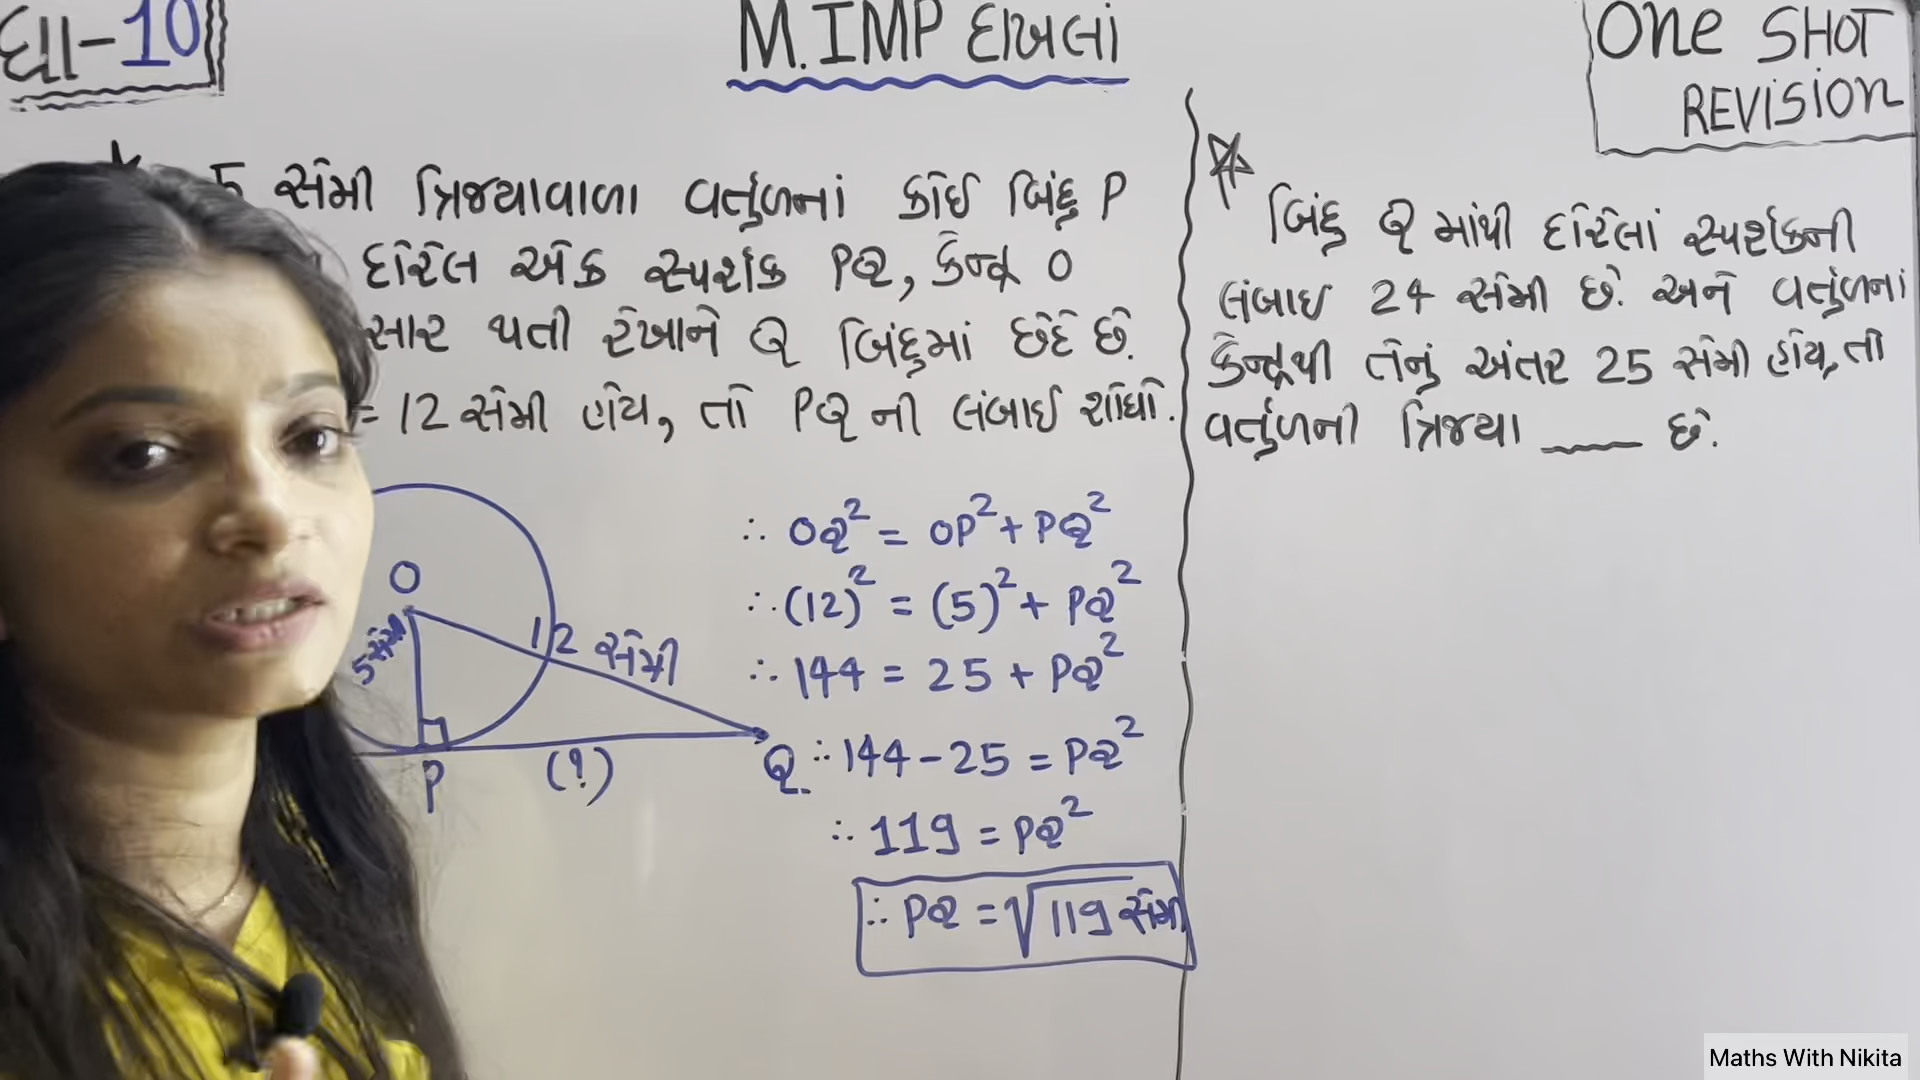 ધા-10
M. IMP દાખલાં
One SHOT
REVISION
5 સેમી ત્રિજ્યાવાળા વર્તુળનાં કોઈ બિંદુ P
દોરેલ એક સ્પર્શક PQ, કેન્દ્ર O
સાર થતી રેખાને Q બિંદુમાં છેદે છે.
= 12 સેમી હોય, તો PQ ની લંબાઈ શોધો.
O
5 સેમી
12 સેમી
P
(?)
Q
∴ OQ² = OP² + PQ²
∴ (12)² = (5)² + PQ²
∴ 144 = 25 + PQ²
∴ 144 - 25 = PQ²
∴ 119 = PQ²
∴ PQ = √119 સેમી
બિંદુ Q માંથી દોરેલાં સ્પર્શકની
લંબાઈ 24 સેમી છે. અને વર્તુળનાં
કેન્દ્રથી તેનું અંતર 25 સેમી હોય, તો
વર્તુળની ત્રિજ્યા ____ છે.
Maths With Nikita